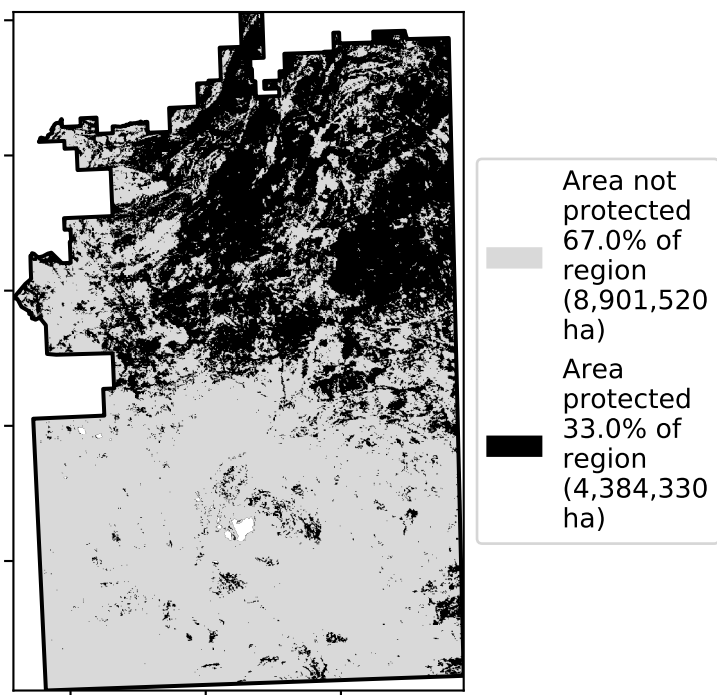 Area not
protected
67.0% of
region
(8,901,520
ha)
Area
protected
33.0% of
region
(4,384,330
ha)